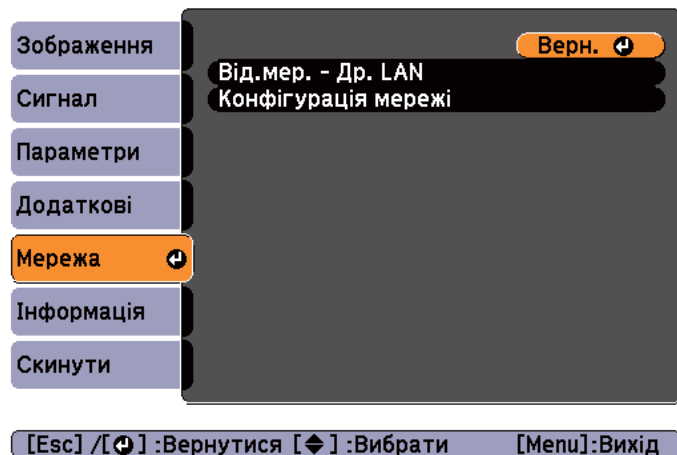 Зображення
Сигнал
Параметри
Додаткові
Мережа
Інформація
Скинути
Верн.
Від.мер. - Др. LAN
Конфігурація мережі
[Esc] /[ ] :Вернутися [ ] :Вибрати [Menu]:Вихід